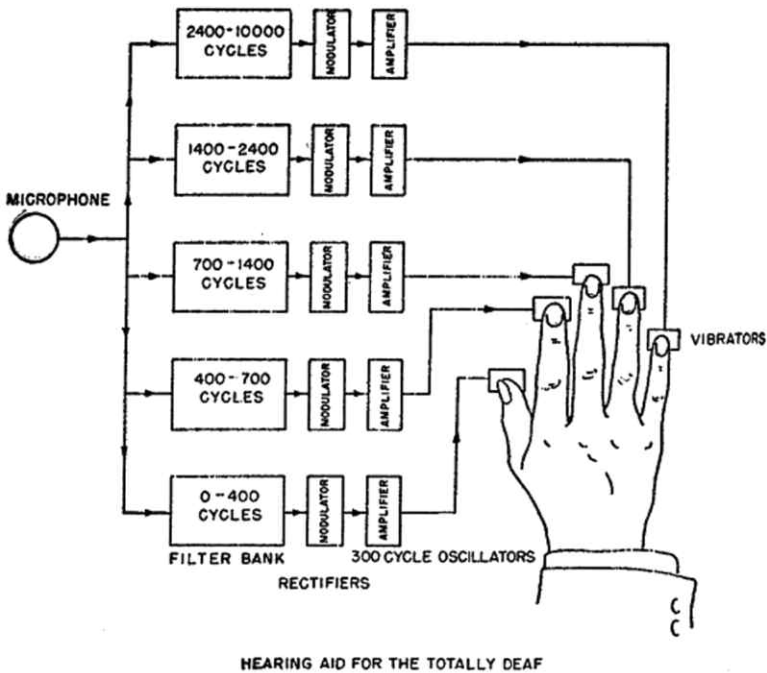 2400-10000
CYCLES
MODULATOR
AMPLIFIER
1400-2400
CYCLES
MODULATOR
AMPLIFIER
MICROPHONE
700-1400
CYCLES
MODULATOR
AMPLIFIER
VIBRATORS
400-700
CYCLES
MODULATOR
AMPLIFIER
0-400
CYCLES
MODULATOR
AMPLIFIER
FILTER BANK
300 CYCLE OSCILLATORS
RECTIFIERS
HEARING AID FOR THE TOTALLY DEAF